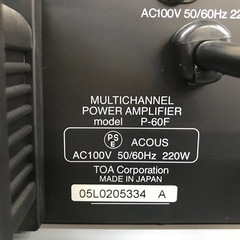 AC100V 50/60Hz 220W
MULTICHANNEL
POWER AMPLIFIER
model P-60F
PS
E
ACOUS
AC100V 50/60Hz 220W
TOA Corporation
MADE IN JAPAN
05L0205334 A